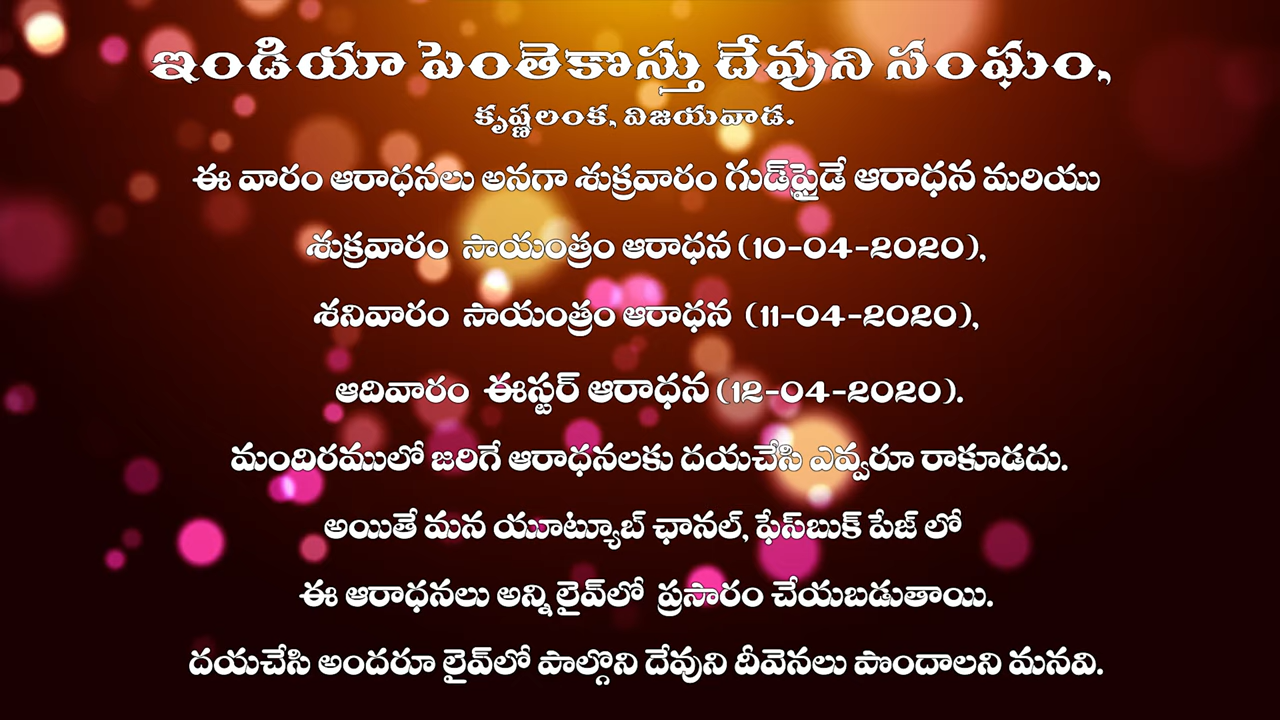 ఇండియా పెంతెకొస్తు దేవుని సంఘం,
కృష్ణలంక, విజయవాడ.
ఈ వారం ఆరాధనలు అనగా శుక్రవారం గుడ్‌ఫ్రైడే ఆరాధన మరియు
శుక్రవారం సాయంత్రం ఆరాధన (10-04-2020),
శనివారం సాయంత్రం ఆరాధన (11-04-2020),
ఆదివారం ఈస్టర్ ఆరాధన (12-04-2020).
మందిరములో జరిగే ఆరాధనలకు దయచేసి ఎవ్వరూ రాకూడదు.
అయితే మన యూట్యూబ్ ఛానల్, ఫేస్‌బుక్ పేజ్ లో
ఈ ఆరాధనలు అన్ని లైవ్‌లో ప్రసారం చేయబడుతాయి.
దయచేసి అందరూ లైవ్‌లో పాల్గొని దేవుని దీవెనలు పొందాలని మనవి.